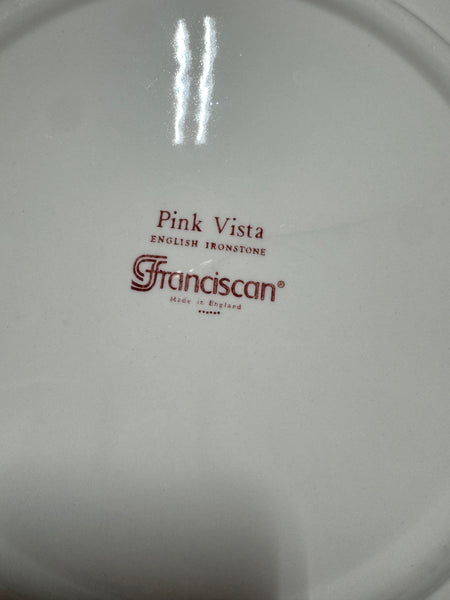 Pink Vista
ENGLISH IRONSTONE
Franciscan®
Made in England